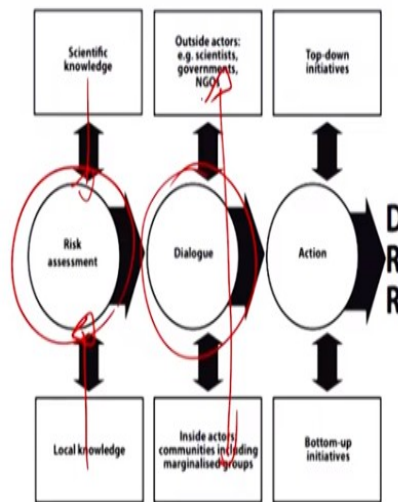 Scientific
knowledge
Outside actors:
e.g. scientists,
governments,
NGOs
Top-down
initiatives
Risk
assessment
Dialogue
Action
D
R
R
Local knowledge
Inside actors:
communities including
marginalised groups
Bottom-up
initiatives